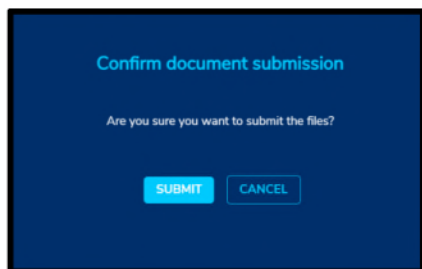 Confirm document submission
Are you sure you want to submit the files?
SUBMIT CANCEL